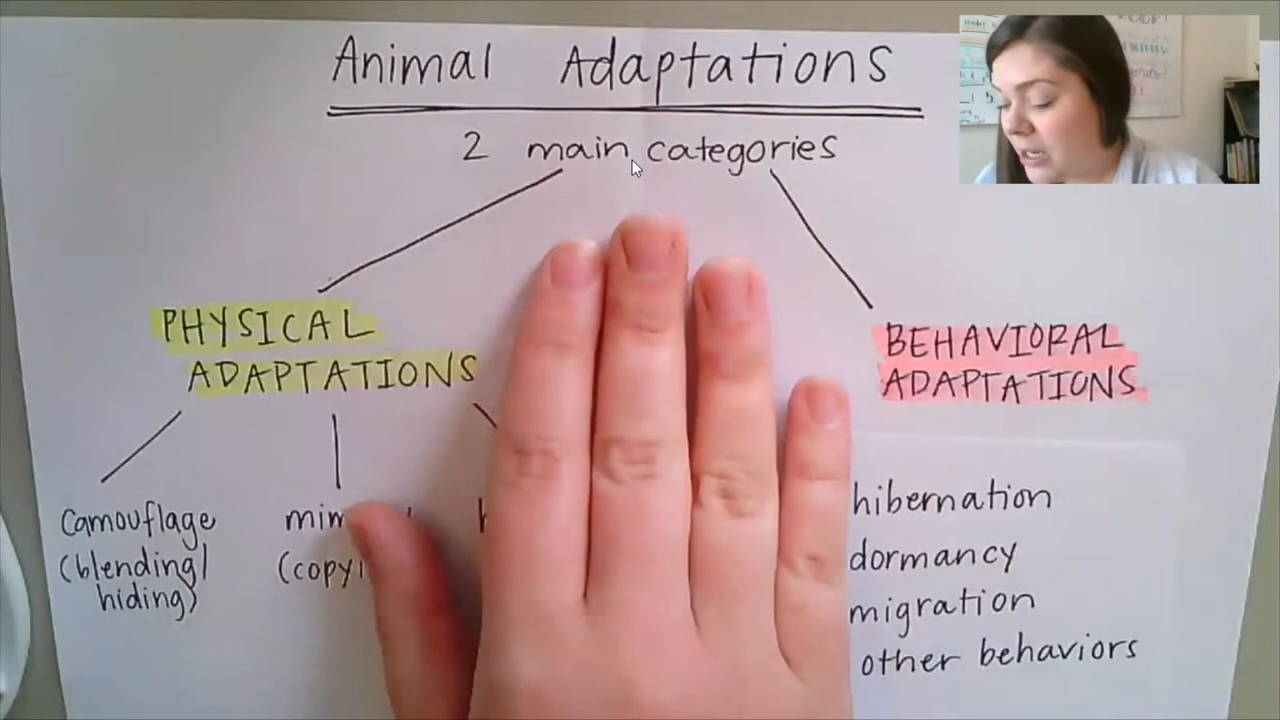 Animal Adaptations
2 main categories
PHYSICAL
ADAPTATIONS
camouflage
(blending/
hiding)
BEHAVIORAL
ADAPTATIONS
hibernation
dormancy
migration
other behaviors